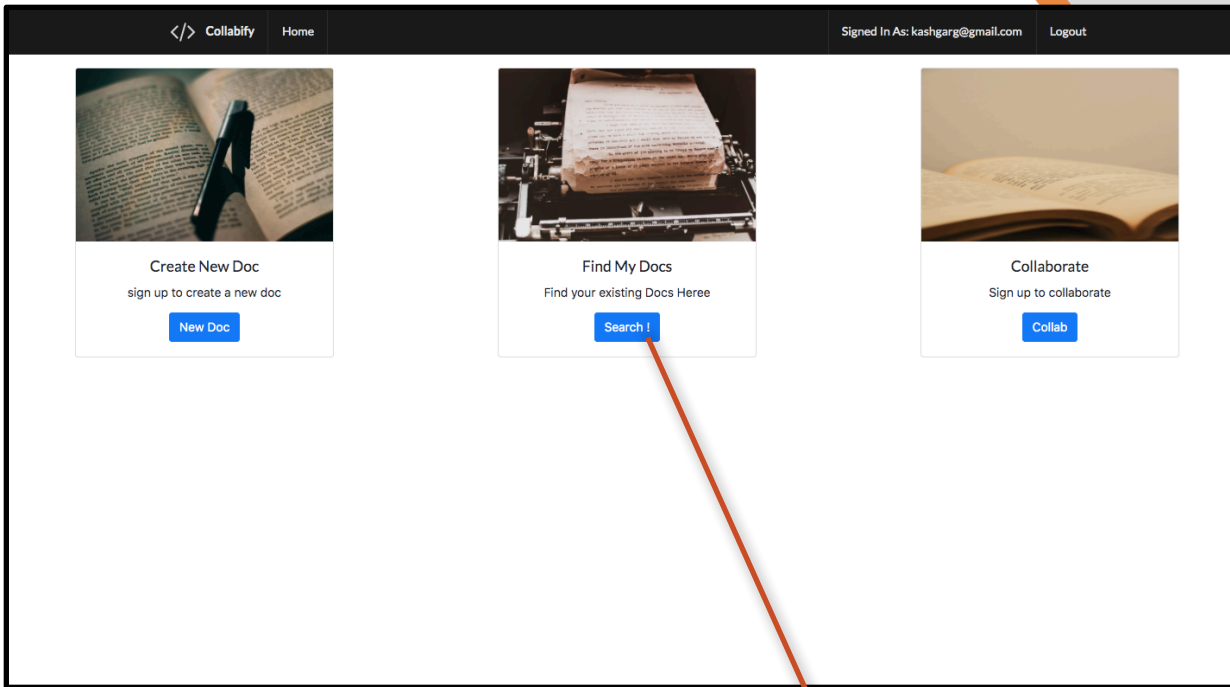 </> Collabify Home Signed In As: kashgarg@gmail.com Logout
Create New Doc
sign up to create a new doc
New Doc
Find My Docs
Find your existing Docs Heree
Search !
Collaborate
Sign up to collaborate
Collab